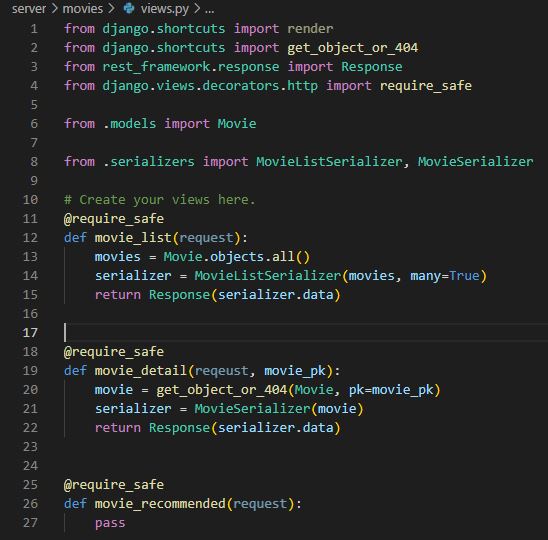 server > movies > views.py > ...
1 from django.shortcuts import render
2 from django.shortcuts import get_object_or_404
3 from rest_framework.response import Response
4 from django.views.decorators.http import require_safe
5
6 from .models import Movie
7
8 from .serializers import MovieListSerializer, MovieSerializer
9
10 # Create your views here.
11 @require_safe
12 def movie_list(request):
13     movies = Movie.objects.all()
14     serializer = MovieListSerializer(movies, many=True)
15     return Response(serializer.data)
16
17
18 @require_safe
19 def movie_detail(reqeust, movie_pk):
20     movie = get_object_or_404(Movie, pk=movie_pk)
21     serializer = MovieSerializer(movie)
22     return Response(serializer.data)
23
24
25 @require_safe
26 def movie_recommended(request):
27     pass